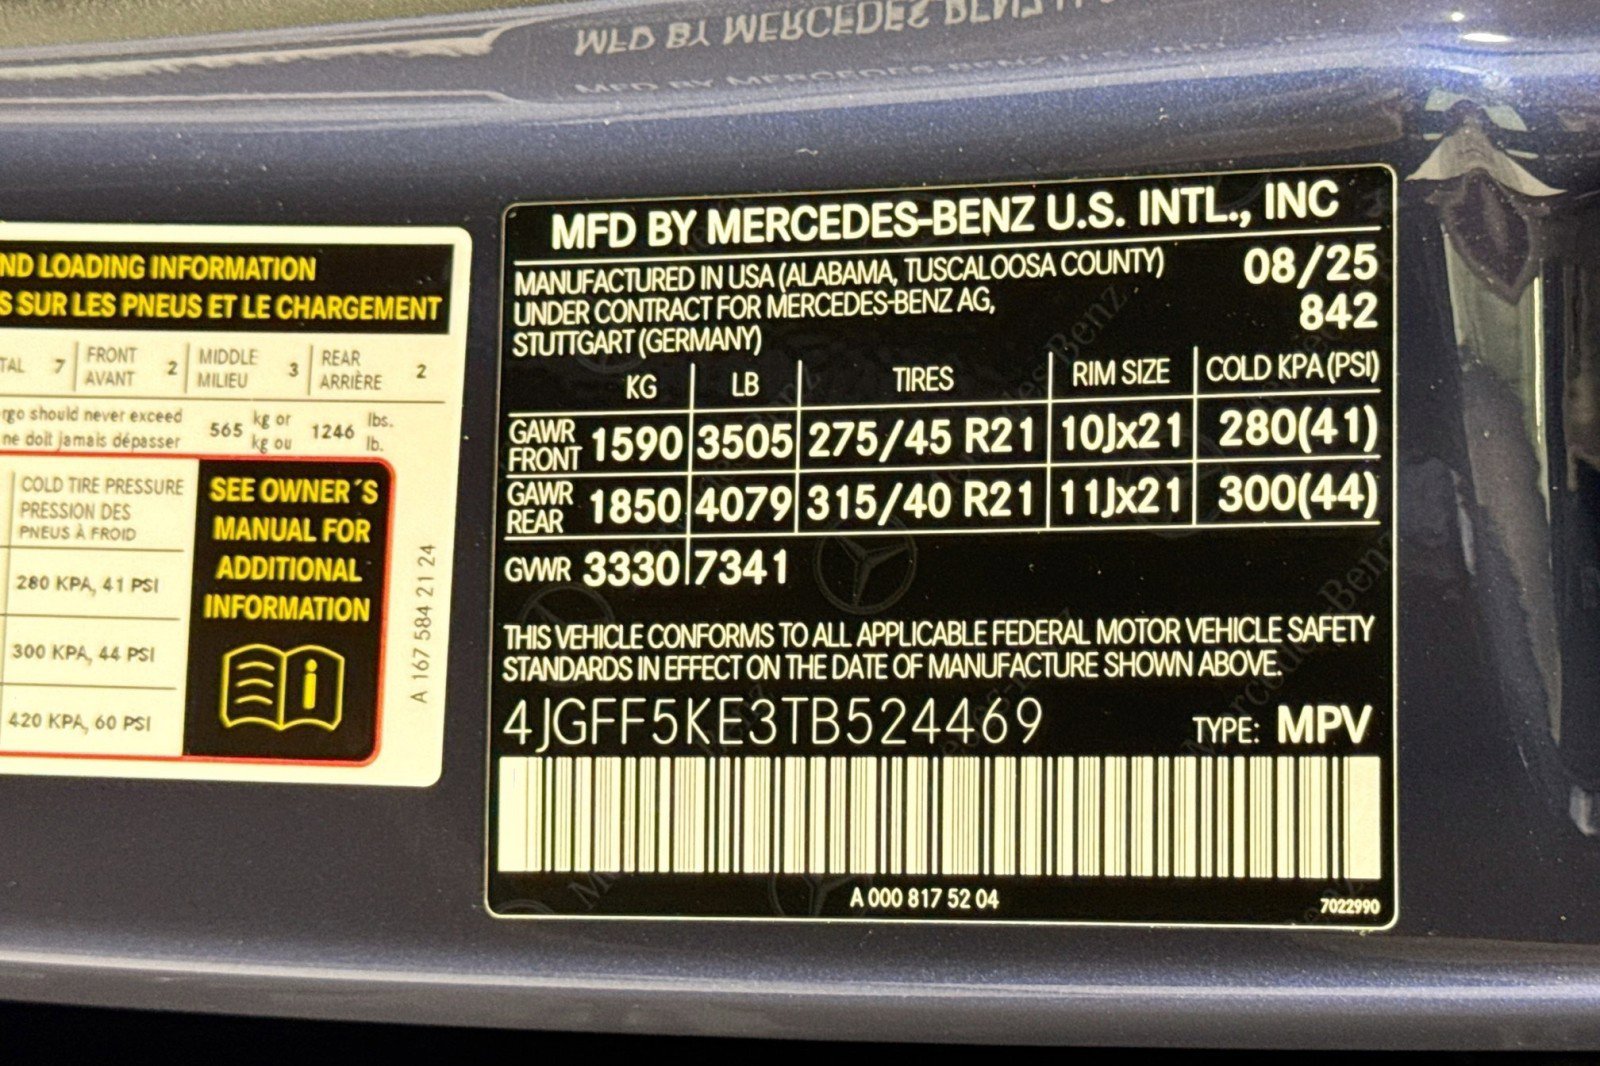 MFD BY MERCEDES-BENZ U.S.
ND LOADING INFORMATION
S SUR LES PNEUS ET LE CHARGEMENT
TAL 7 FRONT AVANT 2 MIDDLE MILIEU 3 REAR ARRIÈRE 2
rgo should never exceed 565 kg or 1246 lbs.
ne doit jamais dépasser kg ou lb.
COLD TIRE PRESSURE
PRESSION DES
PNEUS À FROID
280 KPA, 41 PSI
300 KPA, 44 PSI
420 KPA, 60 PSI
SEE OWNER´S
MANUAL FOR
ADDITIONAL
INFORMATION
A 167 584 21 24
MFD BY MERCEDES-BENZ U.S. INTL., INC
MANUFACTURED IN USA (ALABAMA, TUSCALOOSA COUNTY) 08/25
UNDER CONTRACT FOR MERCEDES-BENZ AG, 842
STUTTGART (GERMANY)
KG LB TIRES RIM SIZE COLD KPA (PSI)
GAWR FRONT 1590 3505 275/45 R21 10Jx21 280(41)
GAWR REAR 1850 4079 315/40 R21 11Jx21 300(44)
GVWR 3330 7341
THIS VEHICLE CONFORMS TO ALL APPLICABLE FEDERAL MOTOR VEHICLE SAFETY
STANDARDS IN EFFECT ON THE DATE OF MANUFACTURE SHOWN ABOVE.
4JGFF5KE3TB524469 TYPE: MPV
A 000 817 52 04 7022990